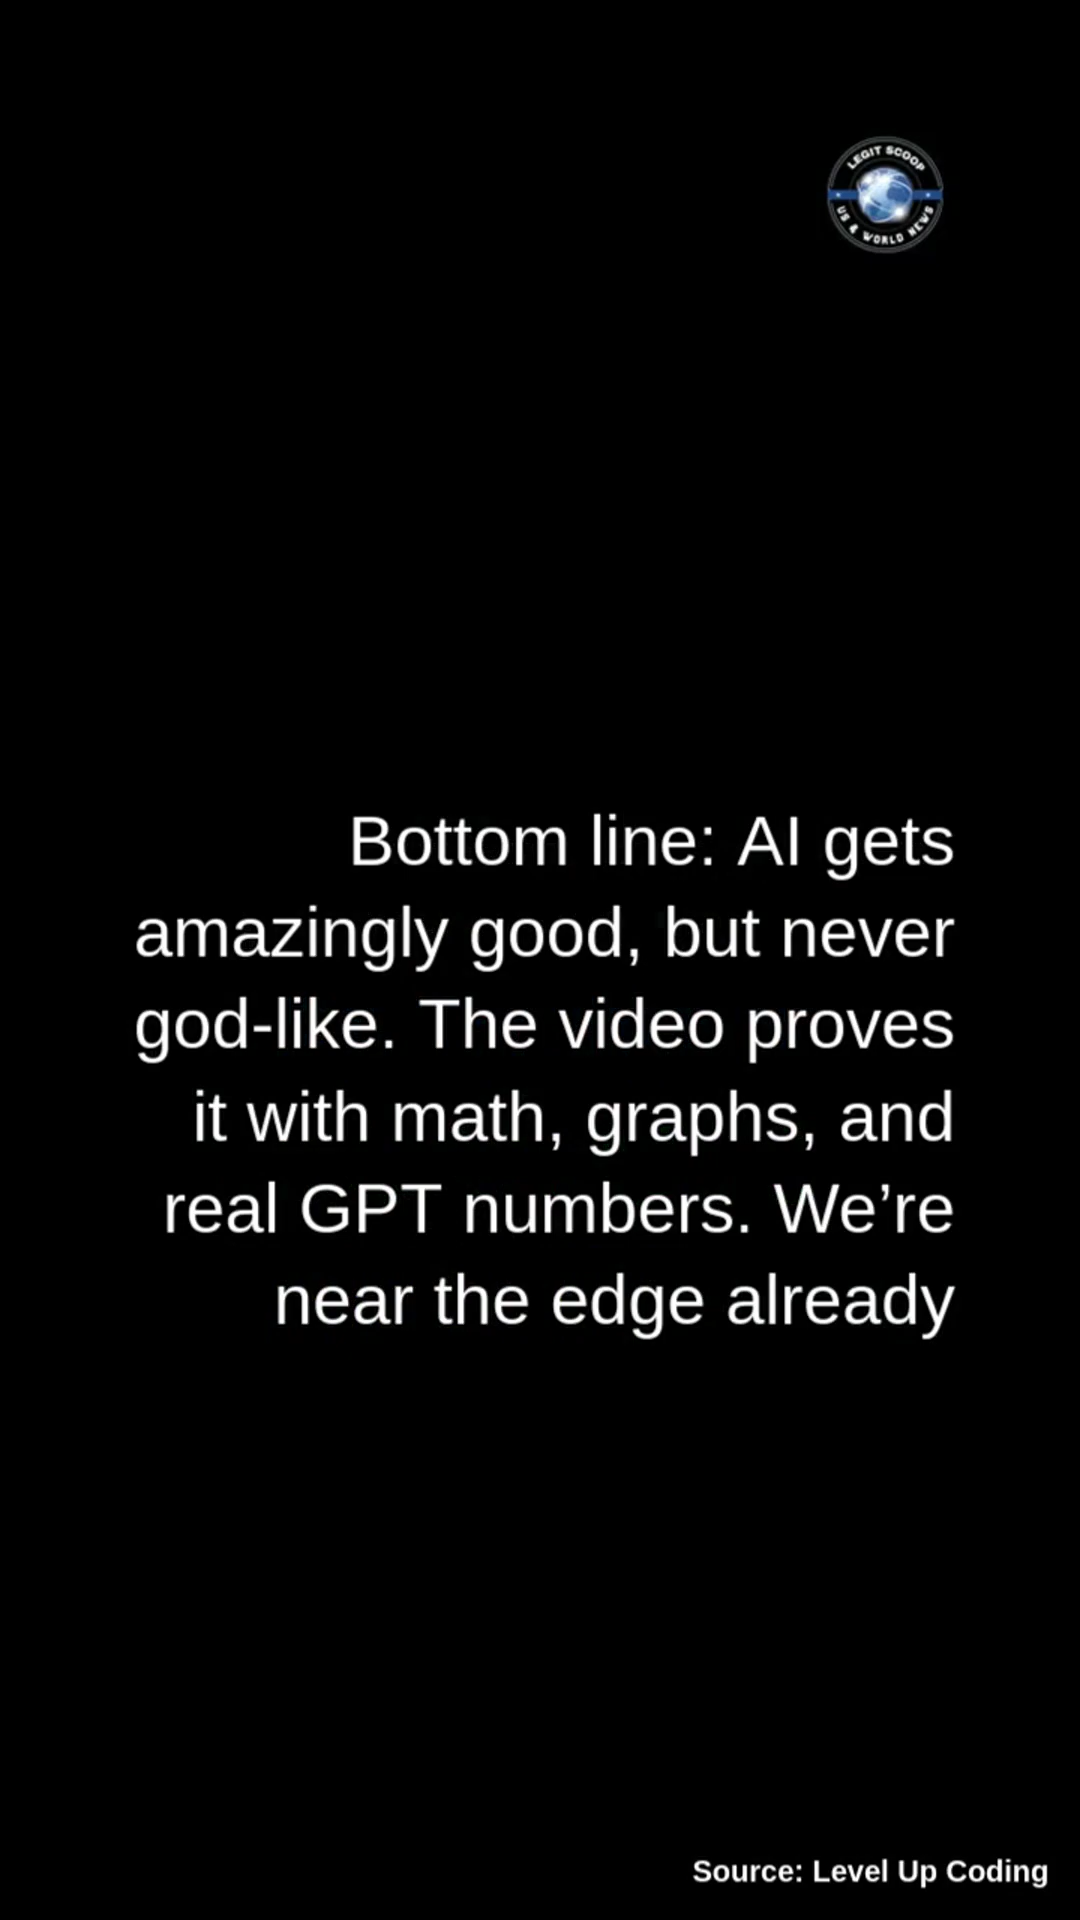 LEGIT SCOOP
US & WORLD NEWS
Bottom line: AI gets
amazingly good, but never
god-like. The video proves
it with math, graphs, and
real GPT numbers. We’re
near the edge already
Source: Level Up Coding